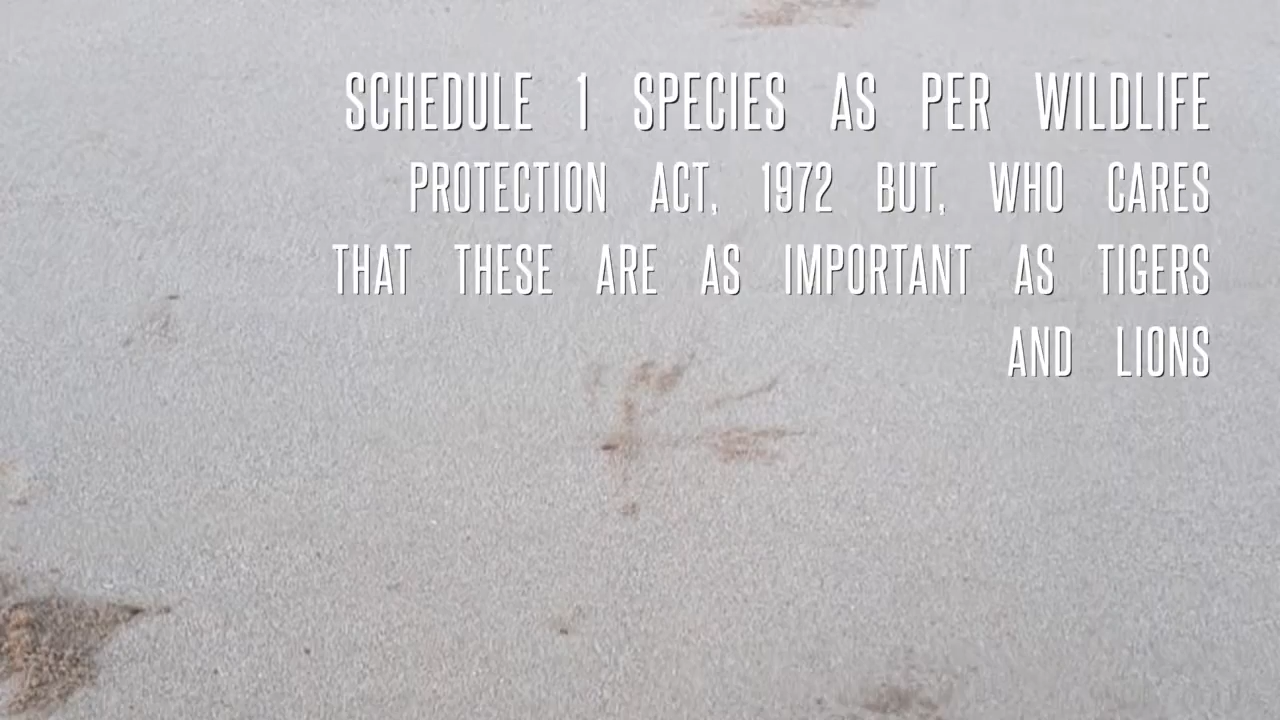 SCHEDULE 1 SPECIES AS PER WILDLIFE
PROTECTION ACT, 1972 BUT, WHO CARES
THAT THESE ARE AS IMPORTANT AS TIGERS
AND LIONS